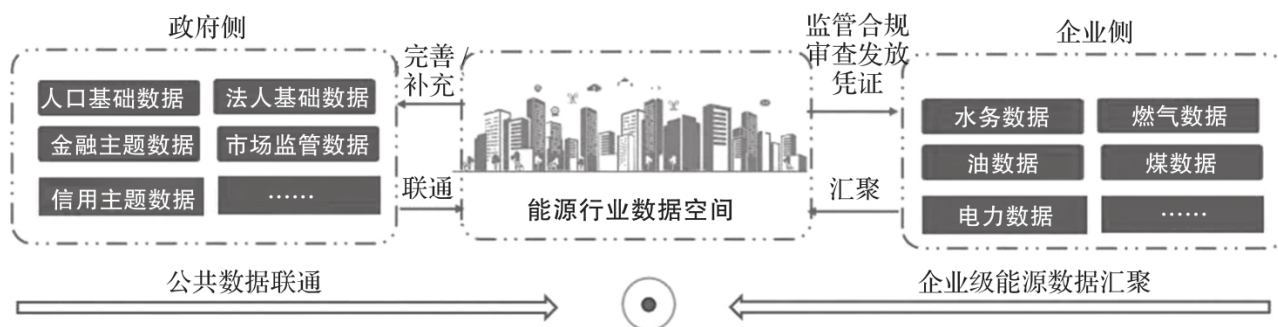 政府侧
人口基础数据
法人基础数据
金融主题数据
市场监管数据
信用主题数据
……
完善/
补充
联通
能源行业数据空间
监管合规
审查发放
凭证
汇聚
企业侧
水务数据
燃气数据
油数据
煤数据
电力数据
……
公共数据联通
企业级能源数据汇聚